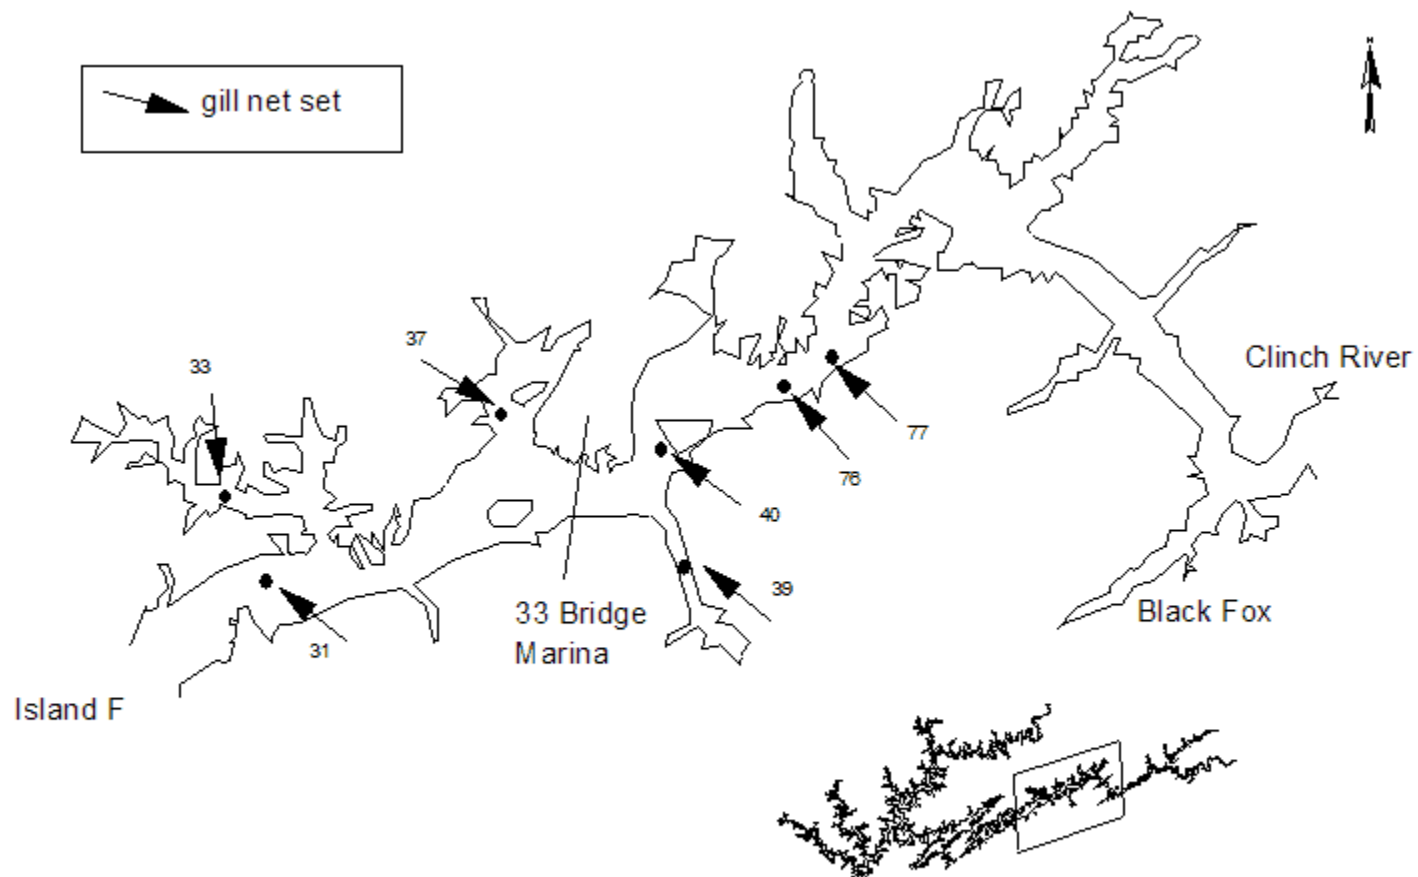 N
gill net set
37
Clinch River
33
77
76
40
39
33 Bridge
Marina
Black Fox
31
Island F